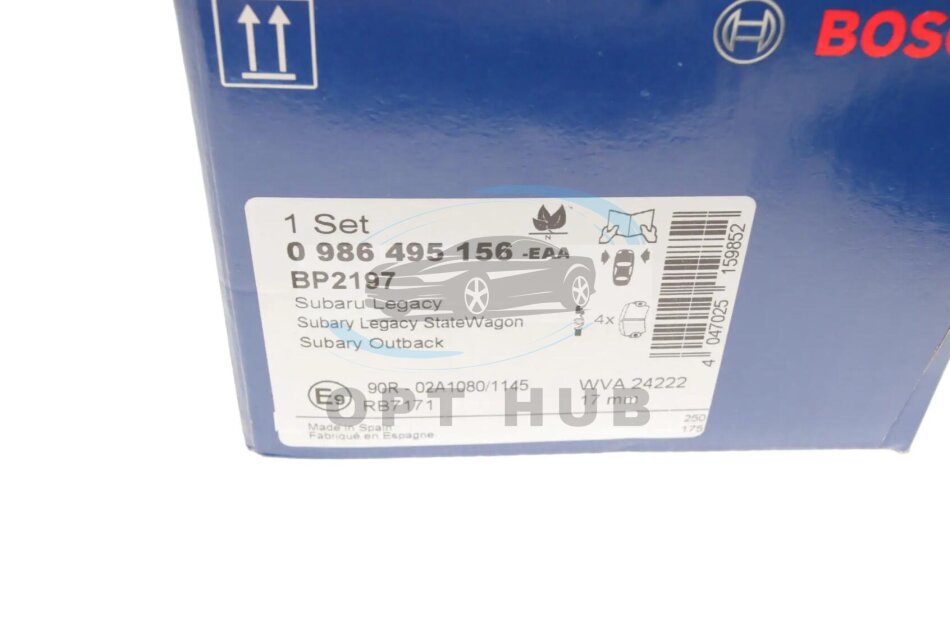 BOSC
1 Set
0 986 495 156 -EAA
BP2197
Subaru Legacy
Subary Legacy StateWagon
Subary Outback
4x
4 047025 159852
E9
90R - 02A1080/1145
WVA 24222
RB7171
17 mm
OPT HUB
250
175
Made in Spain
Fabriqué en Espagne